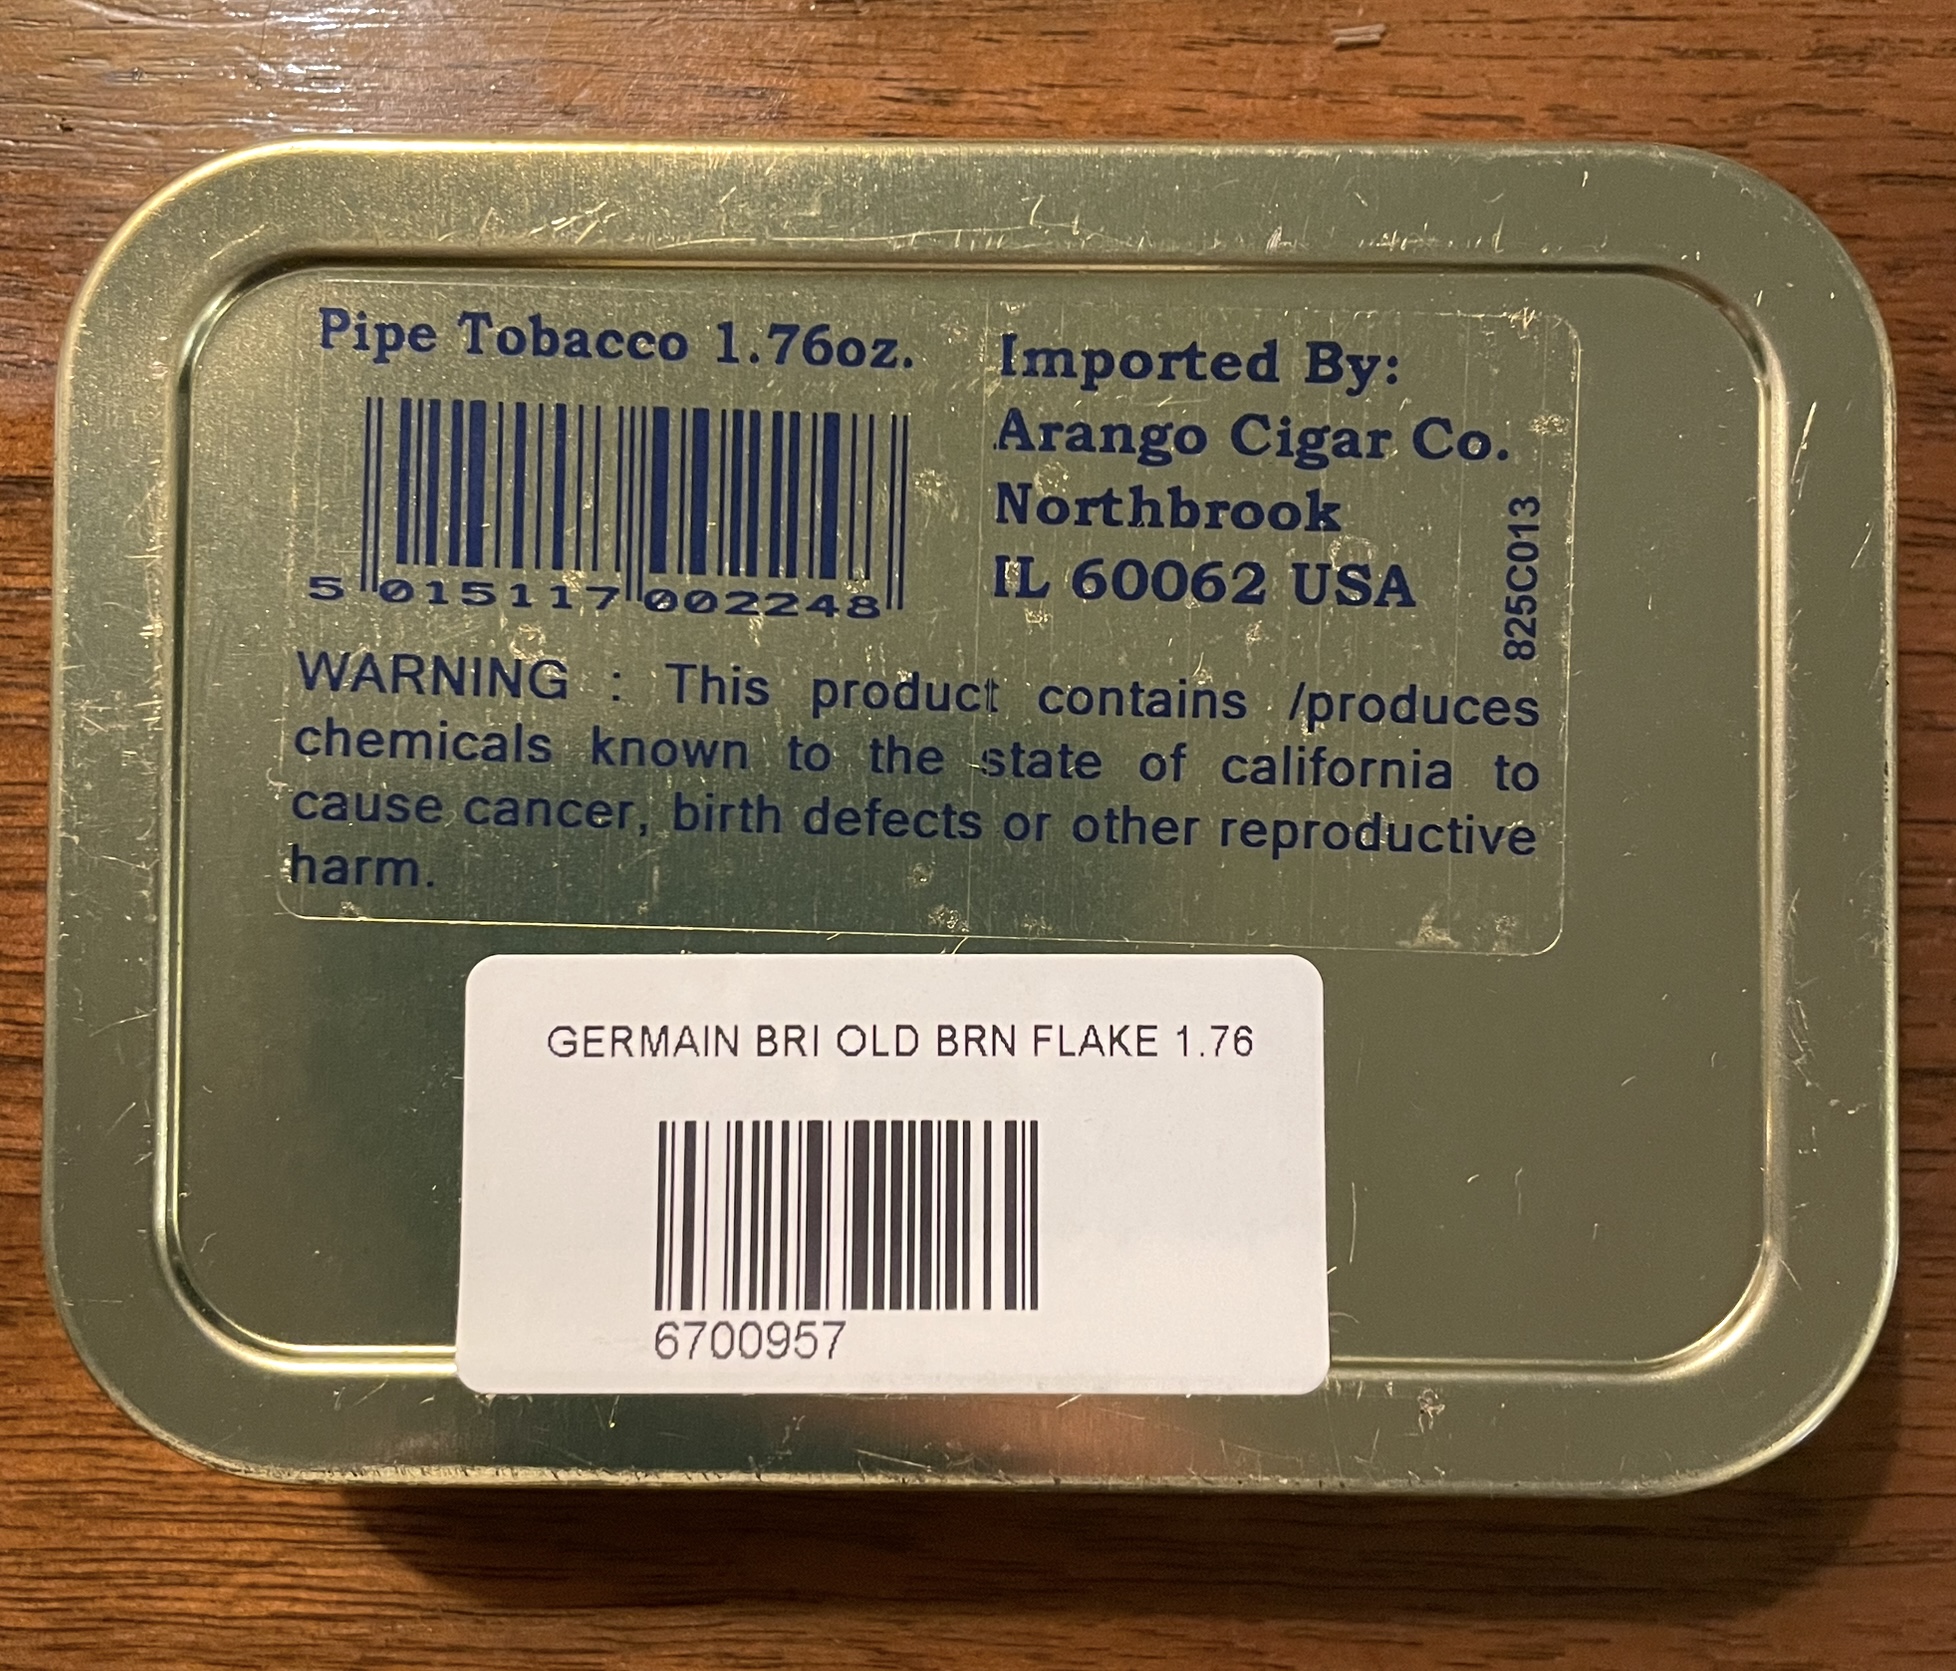 Pipe Tobacco 1.76oz.
5 015117 002248
Imported By:
Arango Cigar Co.
Northbrook
IL 60062 USA
825C013
WARNING : This product contains /produces
chemicals known to the state of california to
cause cancer, birth defects or other reproductive
harm.
GERMAIN BRI OLD BRN FLAKE 1.76
6700957